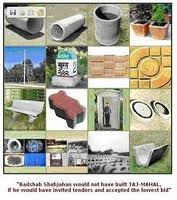 "Badshah Shahjahan would not have built TAJ-MAHAL,
if he would have invited tenders and accepted the lowest bid"